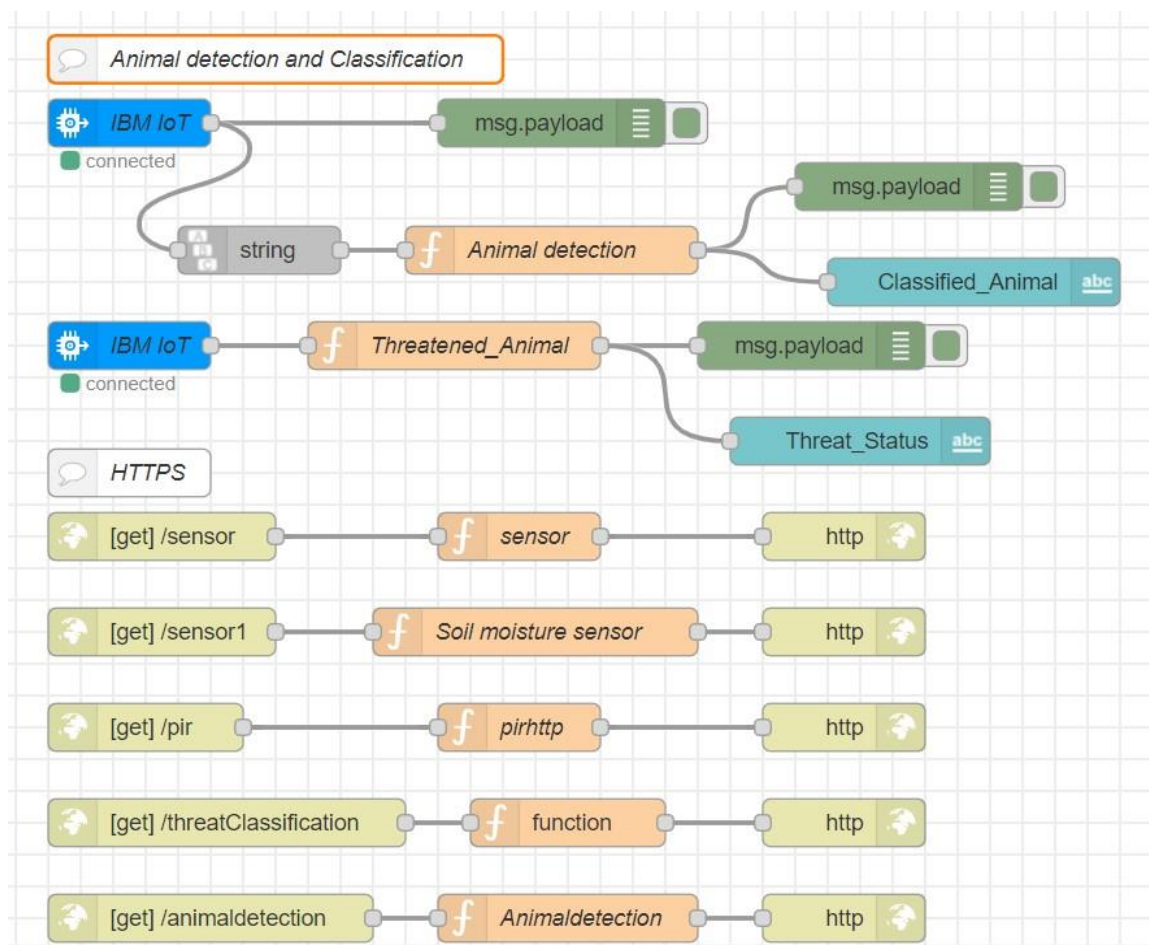 Animal detection and Classification
IBM IoT
msg.payload
connected
msg.payload
ABC
string
f
Animal detection
Classified_Animal
abc
IBM IoT
f
Threatened_Animal
msg.payload
connected
Threat_Status
abc
HTTPS
[get] /sensor
f
sensor
http
[get] /sensor1
f
Soil moisture sensor
http
[get] /pir
f
pirhttp
http
[get] /threatClassification
f
function
http
[get] /animaldetection
f
Animaldetection
http